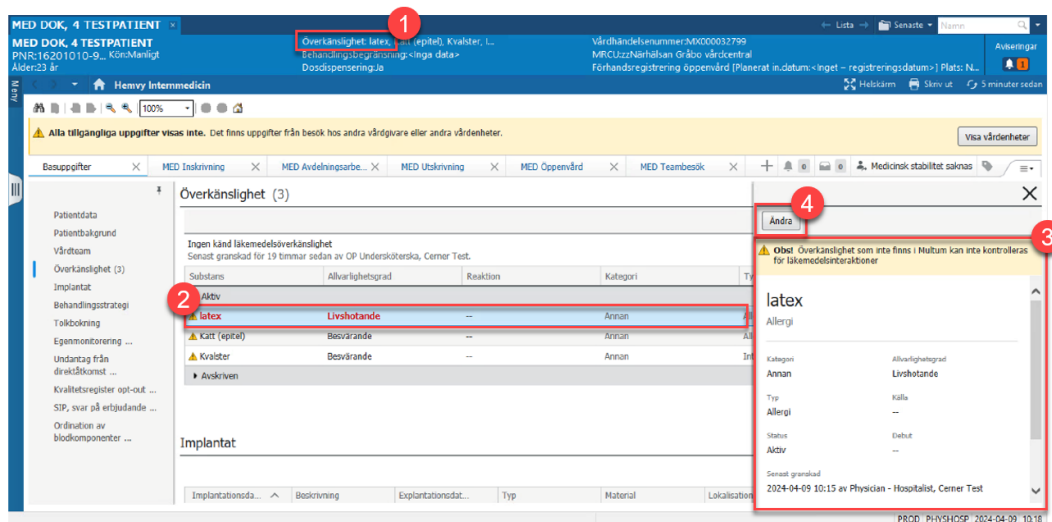 MED DOK, 4 TESTPATIENT ×
← Lista → Senaste Namn
1
MED DOK, 4 TESTPATIENT
PNR:16201010-9... Kön:Manligt
Ålder:23 år
Överkänslighet: latex, (epitel), Kvalster, L...
Behandlingsbegränsning:<Inga data>
Dosdispensering:Ja
Vårdhändelsenummer:MX000032799
MRCU:zzNärhälsan Gråbo vårdcentral
Förhandsregistrering öppenvård [Planerat in.datum:<Inget – registreringsdatum>] Plats: N...
Aviseringar
1
Meny
Hemvy Internmedicin
Helskärm Skriv ut 5 minuter sedan
100%
Alla tillgängliga uppgifter visas inte. Det finns uppgifter från besök hos andra vårdgivare eller andra vårdenheter.
Visa vårdenheter
Basuppgifter × MED Inskrivning × MED Avdelningsarbe... × MED Utskrivning × MED Öppenvård × MED Teambesök × + 0 0 Medicinsk stabilitet saknas
Patientdata
Patientbakgrund
Vårdteam
Överkänslighet (3)
Implantat
Behandlingsstrategi
Tolkbokning
Egenmonitorering ...
Undantag från
direktåtkomst ...
Kvalitetsregister opt-out ...
SIP, svar på erbjudande ...
Ordination av
blodkomponenter ...
Överkänslighet (3)
Ingen känd läkemedelsöverkänslighet
Senast granskad för 19 timmar sedan av OP Undersköterska, Cerner Test.
Substans Allvarlighetsgrad Reaktion Kategori Ty
Aktiv
2
latex Livshotande -- Annan All
Katt (epitel) Besvärande -- Annan All
Kvalster Besvärande -- Annan Int
Avskriven
Implantat
Implantationsda... Beskrivning Explantationsdat... Typ Material Lokalisation
4
Ändra
3
Obs! Överkänslighet som inte finns i Multum kan inte kontrolleras
för läkemedelsinteraktioner
latex
Allergi
Kategori Allvarlighetsgrad
Annan Livshotande
Typ Källa
Allergi --
Status Debut
Aktiv --
Senast granskad
2024-04-09 10:15 av Physician - Hospitalist, Cerner Test
PROD PHYSHOSP 2024-04-09 10:18